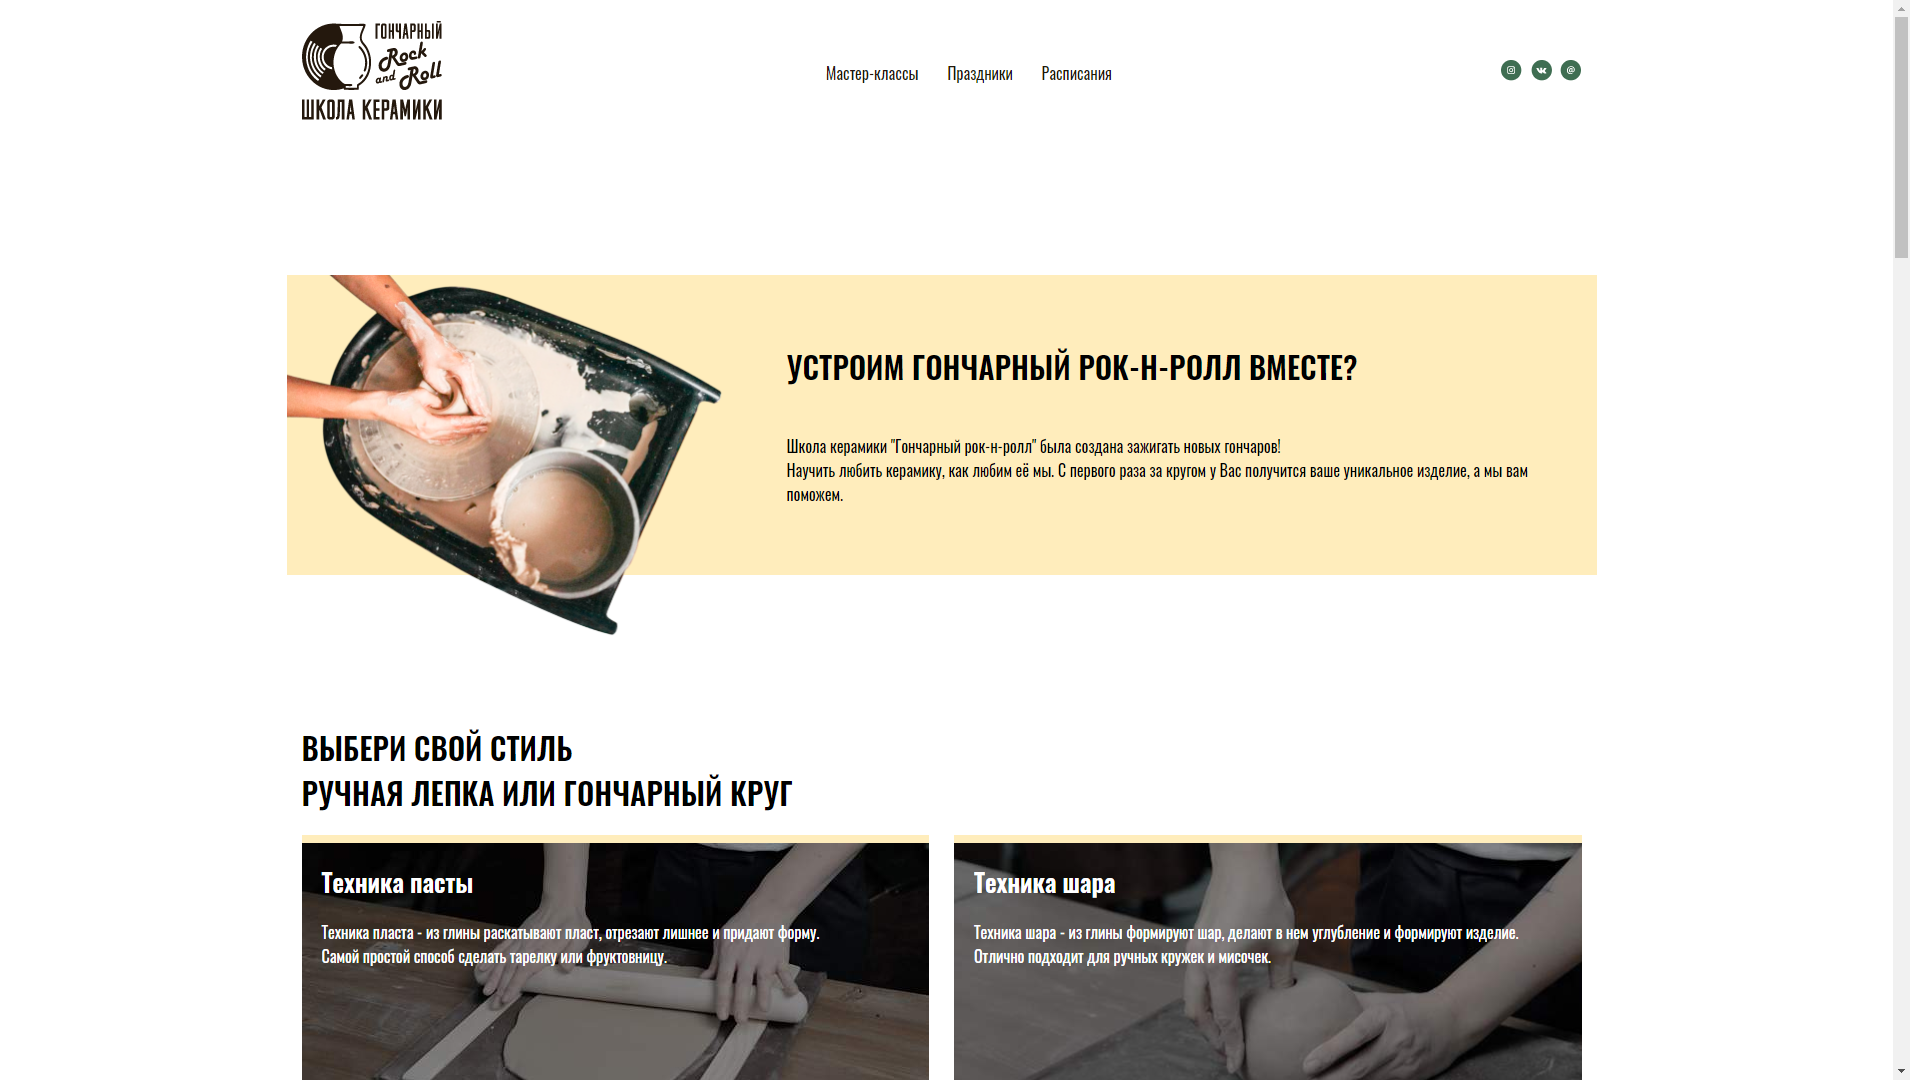 ГОНЧАРНЫЙ
Rock
and Roll
ШКОЛА КЕРАМИКИ
Мастер-классы
Праздники
Расписания
УСТРОИМ ГОНЧАРНЫЙ РОК-Н-РОЛЛ ВМЕСТЕ?
Школа керамики "Гончарный рок-н-ролл" была создана зажигать новых гончаров!
Научить любить керамику, как любим её мы. С первого раза за кругом у Вас получится ваше уникальное изделие, а мы вам
поможем.
ВЫБЕРИ СВОЙ СТИЛЬ
РУЧНАЯ ЛЕПКА ИЛИ ГОНЧАРНЫЙ КРУГ
Техника пасты
Техника пласта - из глины раскатывают пласт, отрезают лишнее и придают форму.
Самой простой способ сделать тарелку или фруктовницу.
Техника шара
Техника шара - из глины формируют шар, делают в нем углубление и формируют изделие.
Отлично подходит для ручных кружек и мисочек.